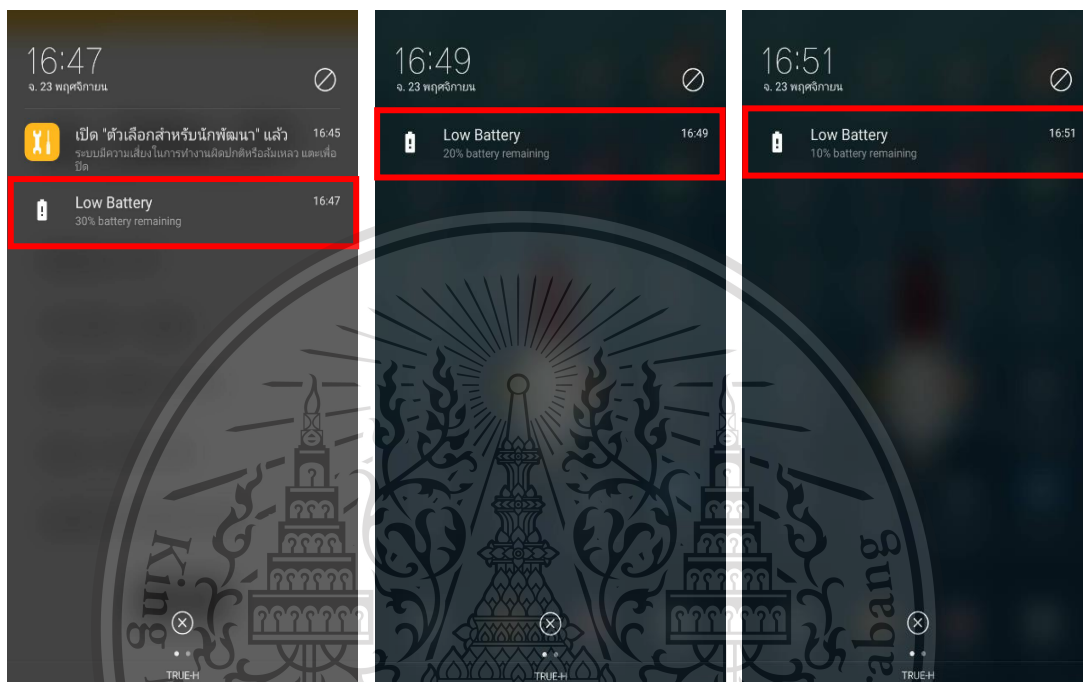 16:47
จ. 23 พฤศจิกายน
เปิด "ตัวเลือกสำหรับนักพัฒนา" แล้ว 16:45
ระบบมีความเสี่ยงในการทำงานผิดปกติหรือล้มเหลว แตะเพื่อ
ปิด
Low Battery 16:47
30% battery remaining
TRUE-H
16:49
จ. 23 พฤศจิกายน
Low Battery 16:49
20% battery remaining
TRUE-H
16:51
จ. 23 พฤศจิกายน
Low Battery 16:51
10% battery remaining
TRUE-H
King
rabang